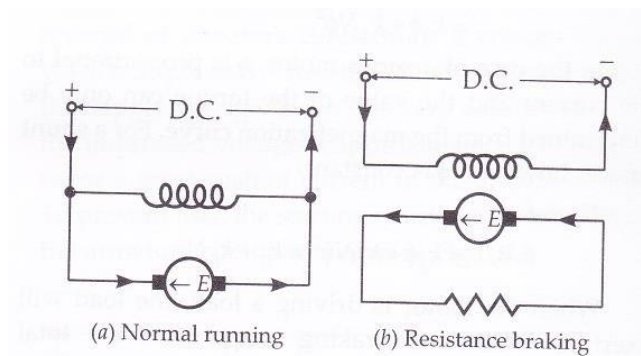 + D.C. −
← E
(a) Normal running
+ D.C. −
← E
(b) Resistance braking